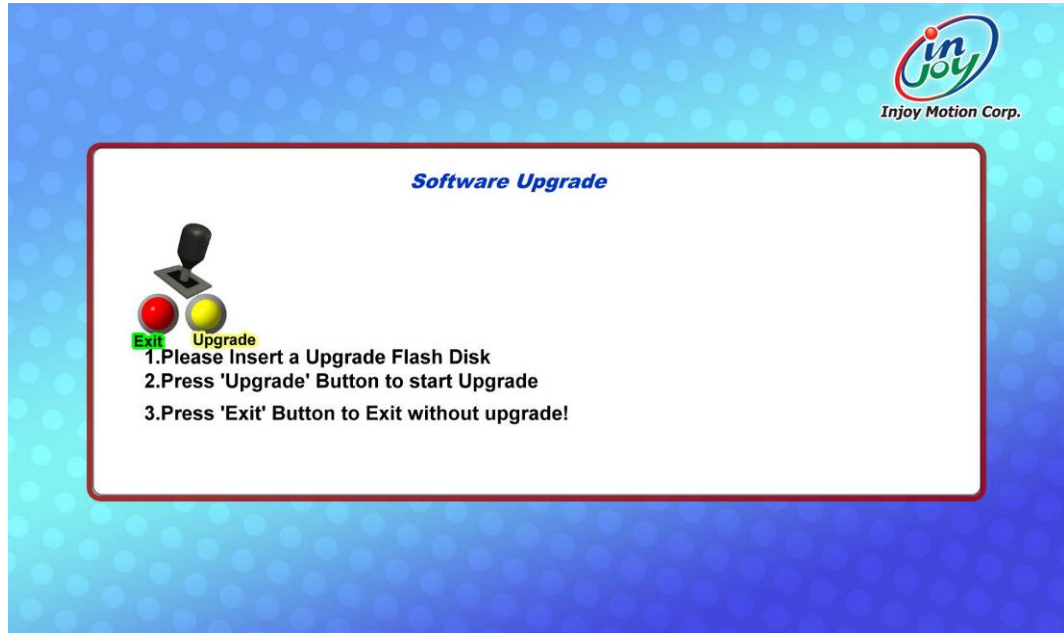 in
joy
Injoy Motion Corp.
Software Upgrade
Exit Upgrade
1.Please Insert a Upgrade Flash Disk
2.Press 'Upgrade' Button to start Upgrade
3.Press 'Exit' Button to Exit without upgrade!